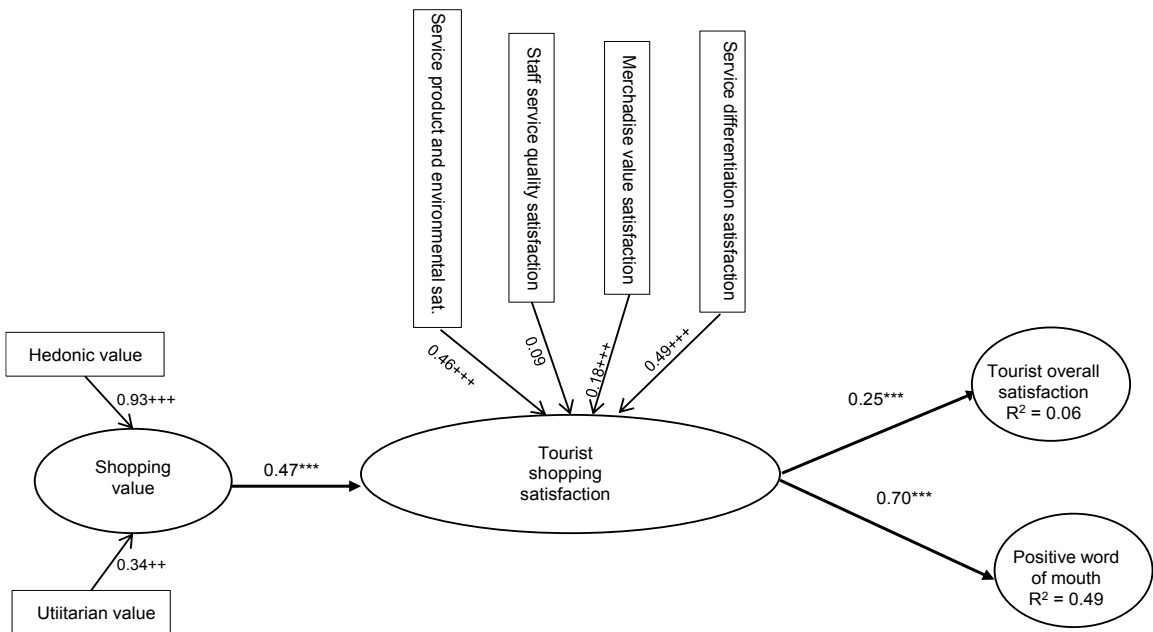 Service product and environmental sat.
Staff service quality satisfaction
Merchadise value satisfaction
Service differentiation satisfaction
0.46+++
0.09
0.18+++
0.49+++
Hedonic value
0.93+++
Shopping
value
0.34++
Utiitarian value
0.47***
Tourist
shopping
satisfaction
0.25***
Tourist overall
satisfaction
R² = 0.06
0.70***
Positive word
of mouth
R² = 0.49